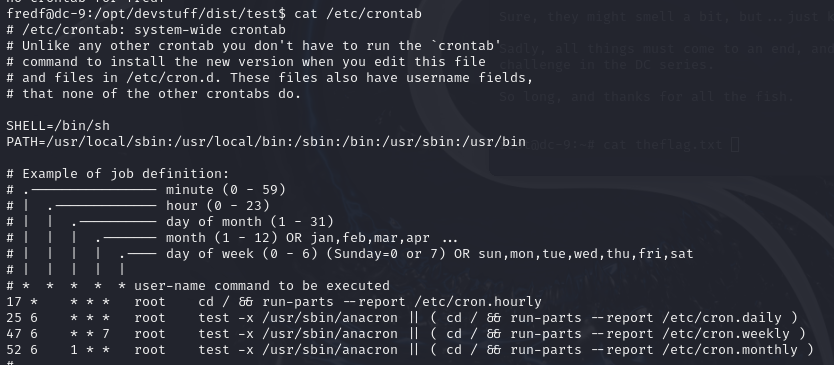 no crontab for fredf
fredf@dc-9:/opt/devstuff/dist/test$ cat /etc/crontab
# /etc/crontab: system-wide crontab
# Unlike any other crontab you don't have to run the `crontab'
# command to install the new version when you edit this file
# and files in /etc/cron.d. These files also have username fields,
# that none of the other crontabs do.
SHELL=/bin/sh
PATH=/usr/local/sbin:/usr/local/bin:/sbin:/bin:/usr/sbin:/usr/bin
# Example of job definition:
# .---------------- minute (0 - 59)
# | .------------- hour (0 - 23)
# | | .---------- day of month (1 - 31)
# | | | .------- month (1 - 12) OR jan,feb,mar,apr ...
# | | | | .---- day of week (0 - 6) (Sunday=0 or 7) OR sun,mon,tue,wed,thu,fri,sat
# | | | | |
# * * * * * user-name command to be executed
17 * * * * root cd / && run-parts --report /etc/cron.hourly
25 6 * * * root test -x /usr/sbin/anacron || ( cd / && run-parts --report /etc/cron.daily )
47 6 * * 7 root test -x /usr/sbin/anacron || ( cd / && run-parts --report /etc/cron.weekly )
52 6 1 * * root test -x /usr/sbin/anacron || ( cd / && run-parts --report /etc/cron.monthly )
#
Sure, they might smell a bit, but...just
Sadly, all things must come to an end, and
challenge in the DC series.
So long, and thanks for all the fish.
@dc-9:~# cat theflag.txt